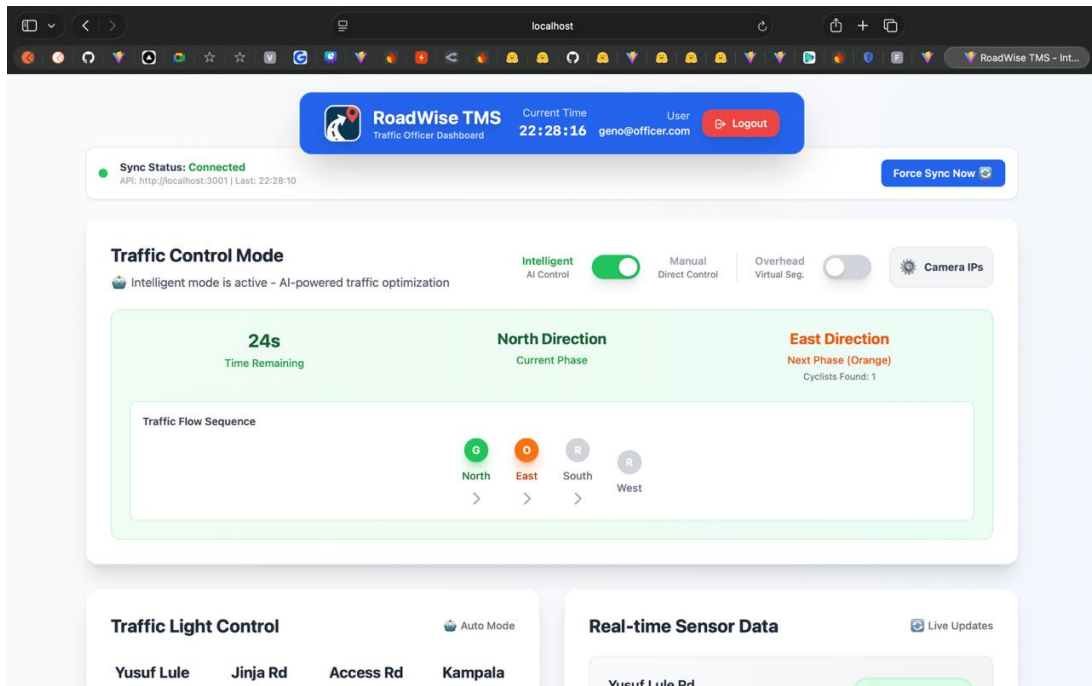 localhost
RoadWise TMS - Int...
RoadWise TMS
Traffic Officer Dashboard
Current Time
22:28:16
User
geno@officer.com
Logout
Sync Status: Connected
API: http://localhost:3001 | Last: 22:28:10
Force Sync Now
Traffic Control Mode
Intelligent mode is active - AI-powered traffic optimization
Intelligent
AI Control
Manual
Direct Control
Overhead
Virtual Seg.
Camera IPs
24s
Time Remaining
North Direction
Current Phase
East Direction
Next Phase (Orange)
Cyclists Found: 1
Traffic Flow Sequence
G
North
O
East
R
South
R
West
Traffic Light Control
Auto Mode
Yusuf Lule
Jinja Rd
Access Rd
Kampala
Real-time Sensor Data
Live Updates
Yusuf Lule Rd